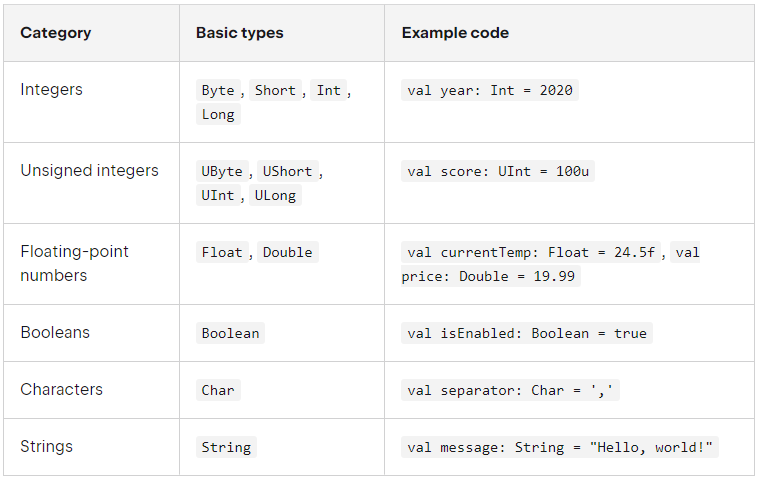 Category Basic types Example code
Integers Byte , Short , Int , val year: Int = 2020
Long
Unsigned integers UByte , UShort , val score: UInt = 100u
UInt , ULong
Floating-point Float , Double val currentTemp: Float = 24.5f , val
numbers price: Double = 19.99
Booleans Boolean val isEnabled: Boolean = true
Characters Char val separator: Char = ','
Strings String val message: String = "Hello, world!"